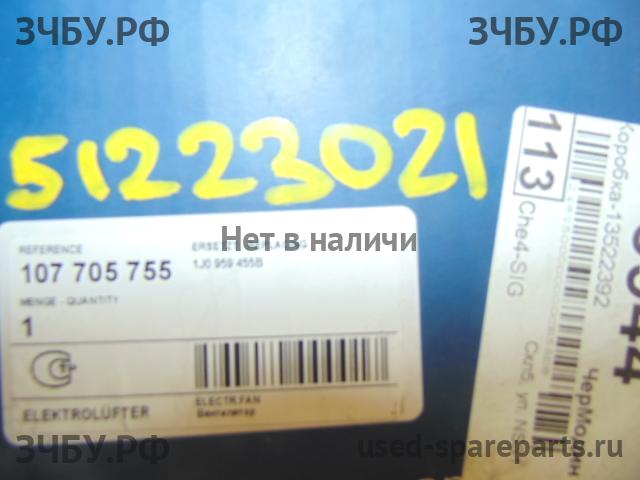 ЗЧБУ.РФ
ЗЧБУ.РФ
51223021
Нет в наличи
REFERENCE
107 705 755
1J0 959 455B
MENGE - QUANTITY
1
ELEKTROLÜFTER
ELECTR.FAN
Вентилятор
113
Che4-SIG
Коробка-13522392
ЗЧБУ.РФ
used-spareparts.ru